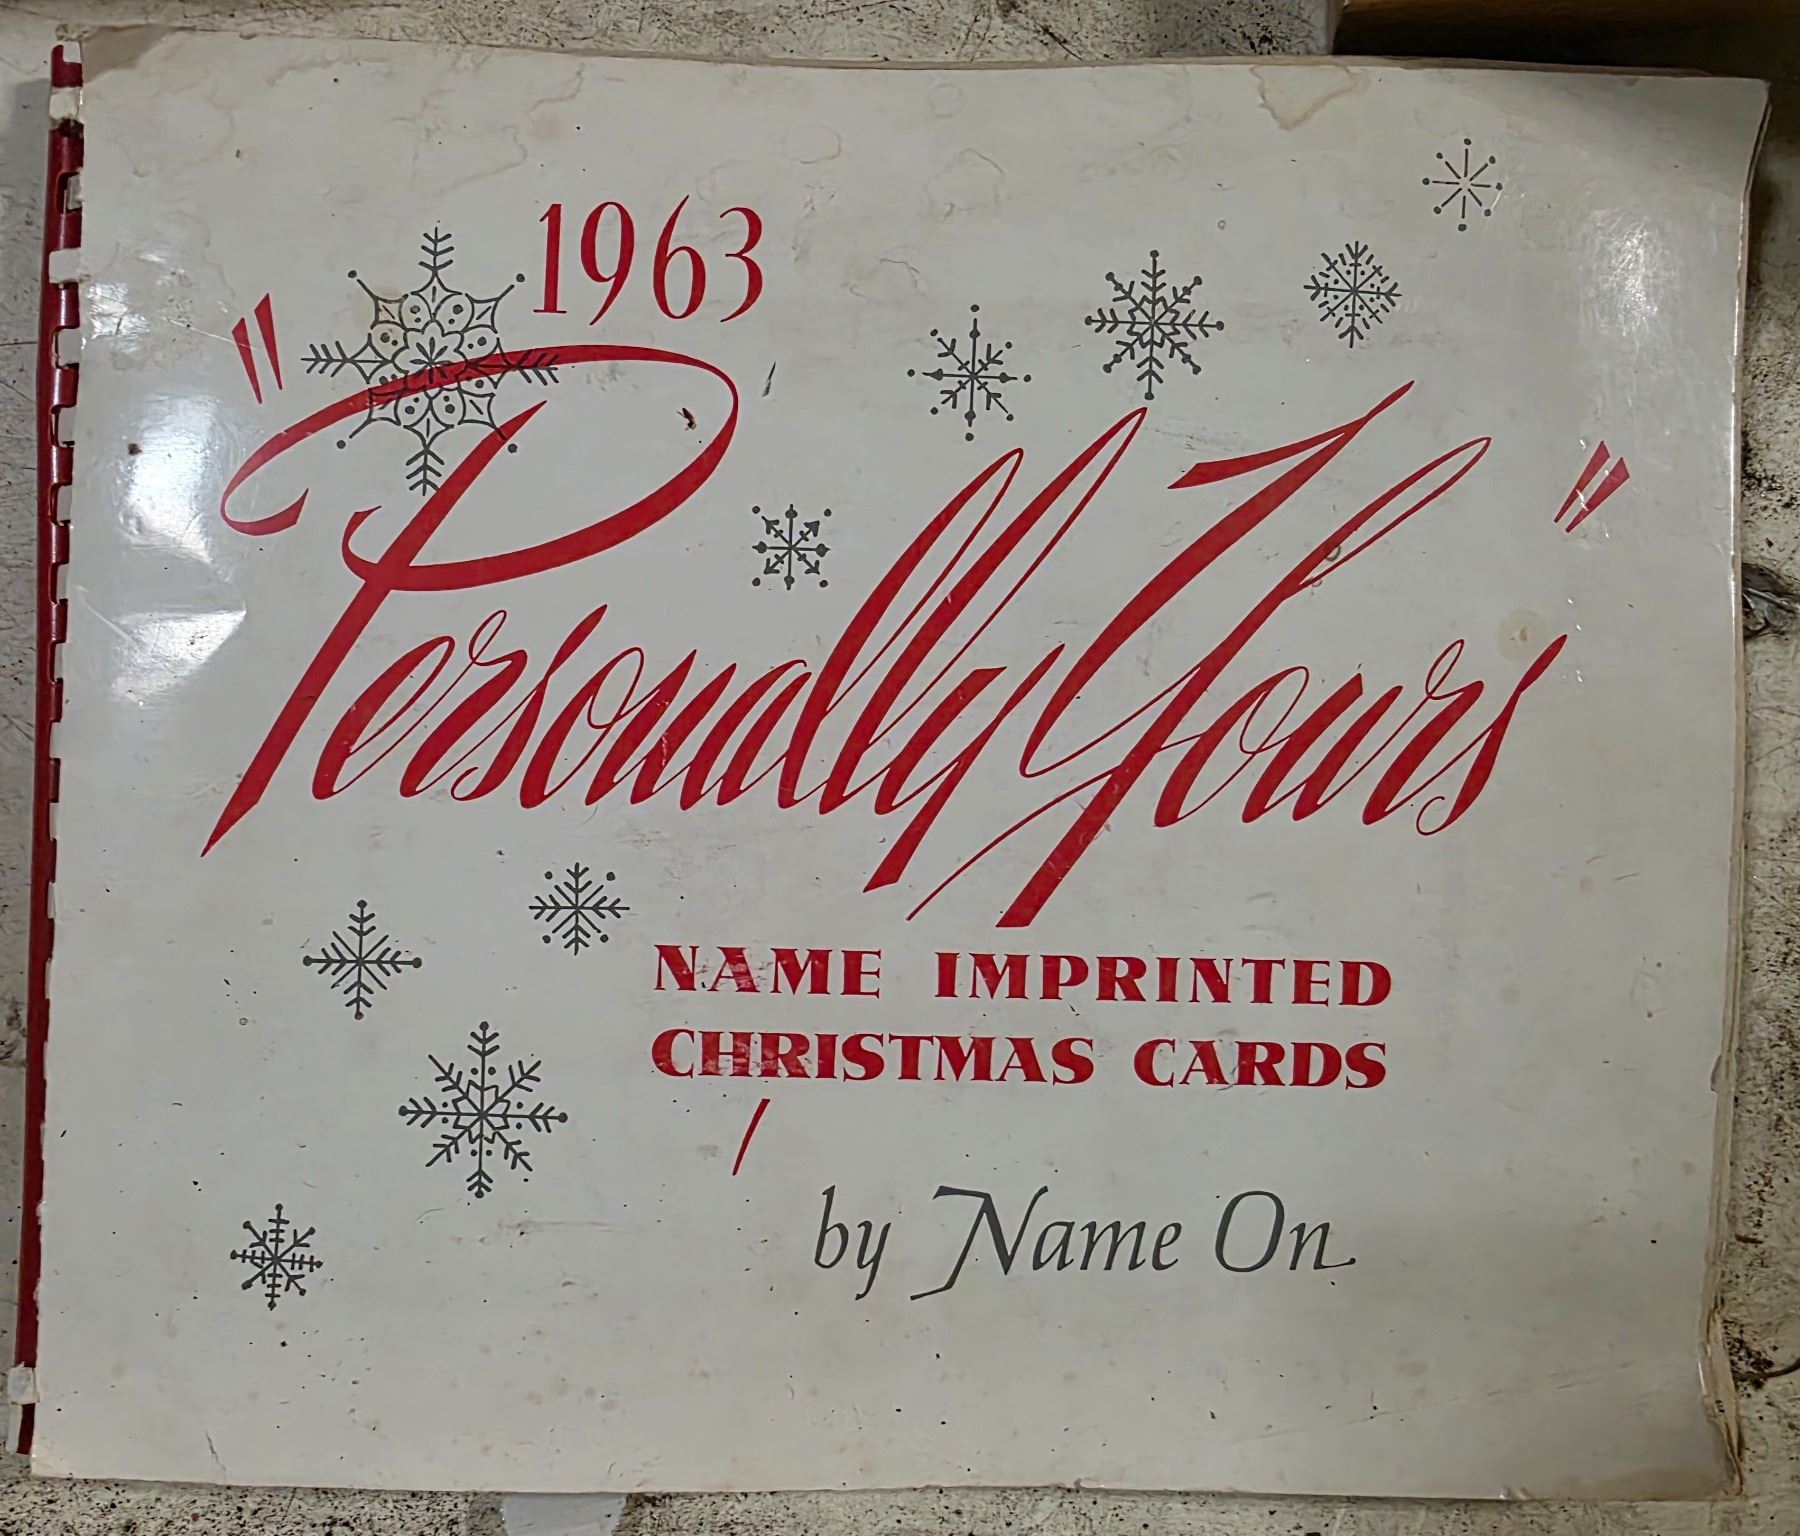 1963
"Personally Yours"
NAME IMPRINTED
CHRISTMAS CARDS
by Name On